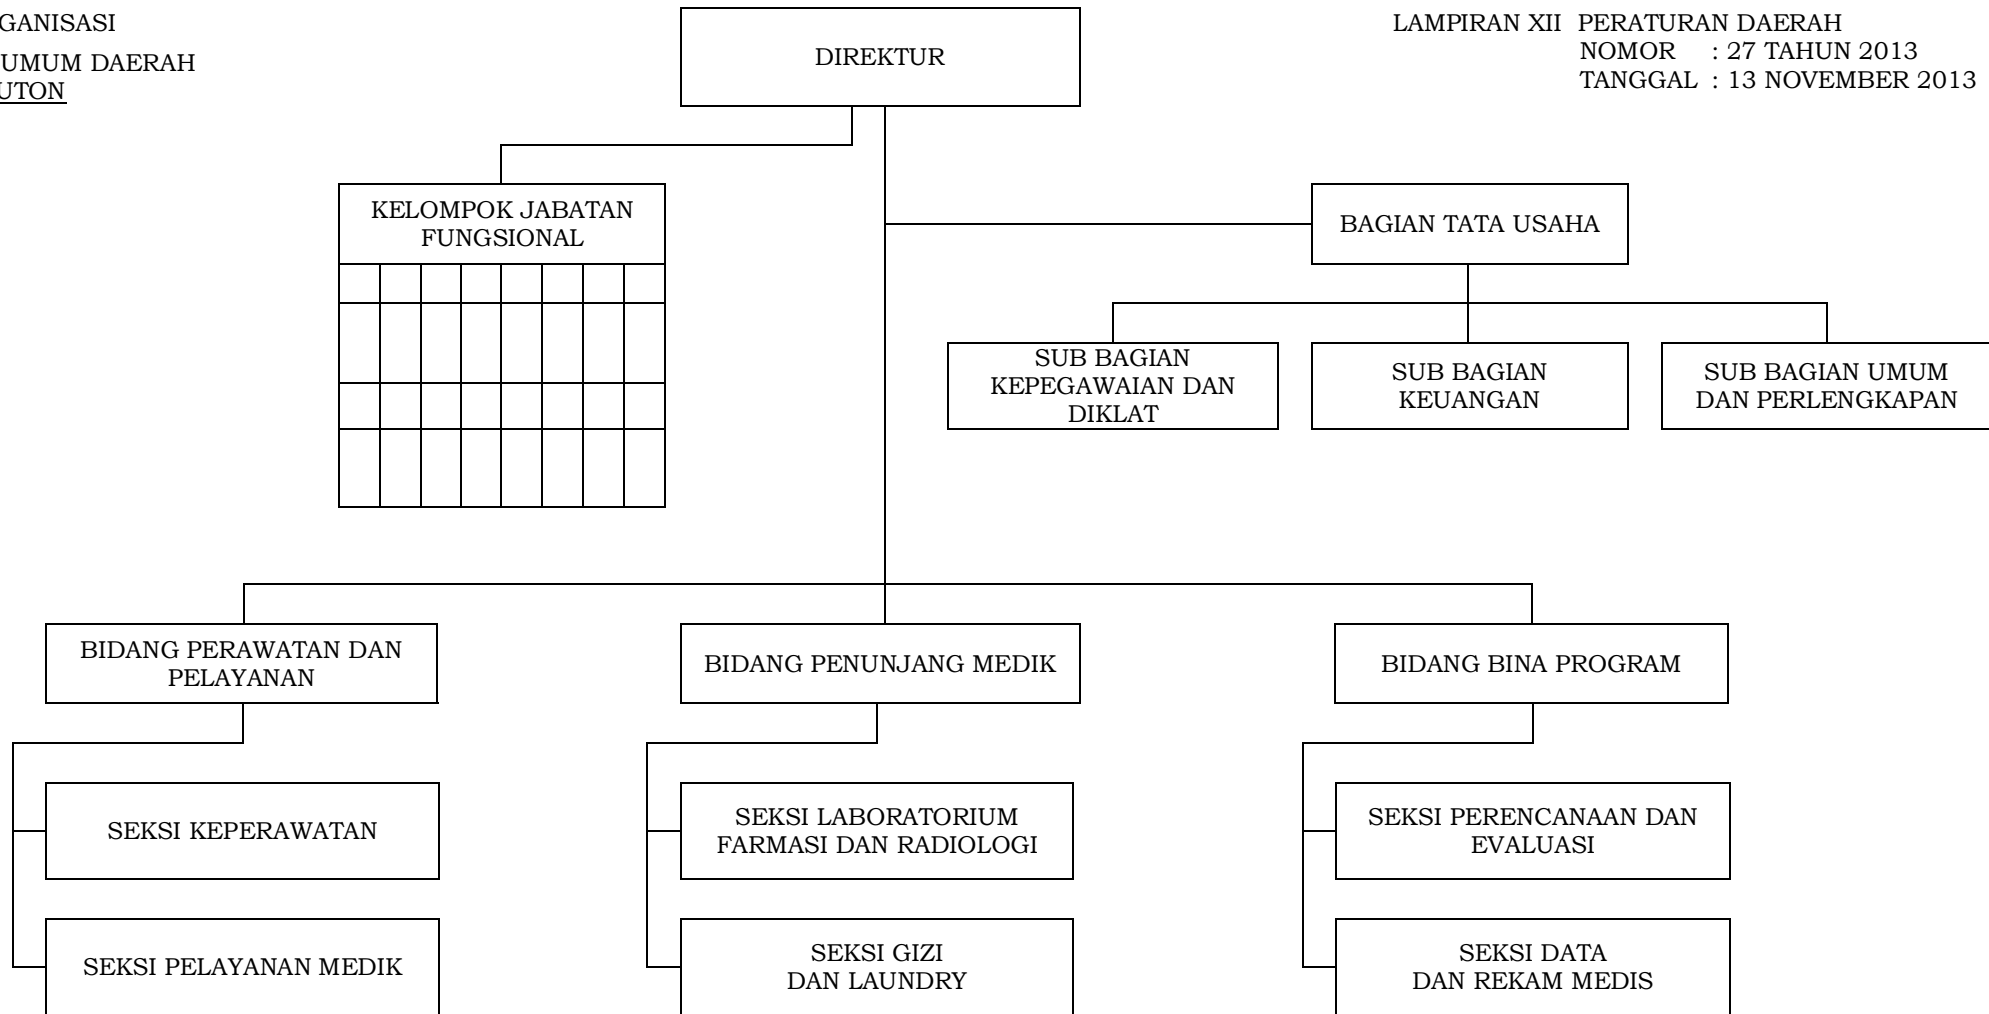 GANISASI
UMUM DAERAH
UTON
LAMPIRAN XII PERATURAN DAERAH
NOMOR : 27 TAHUN 2013
TANGGAL : 13 NOVEMBER 2013
DIREKTUR
KELOMPOK JABATAN
FUNGSIONAL
BAGIAN TATA USAHA
SUB BAGIAN
KEPEGAWAIAN DAN
DIKLAT
SUB BAGIAN
KEUANGAN
SUB BAGIAN UMUM
DAN PERLENGKAPAN
BIDANG PERAWATAN DAN
PELAYANAN
BIDANG PENUNJANG MEDIK
BIDANG BINA PROGRAM
SEKSI KEPERAWATAN
SEKSI LABORATORIUM
FARMASI DAN RADIOLOGI
SEKSI PERENCANAAN DAN
EVALUASI
SEKSI PELAYANAN MEDIK
SEKSI GIZI
DAN LAUNDRY
SEKSI DATA
DAN REKAM MEDIS